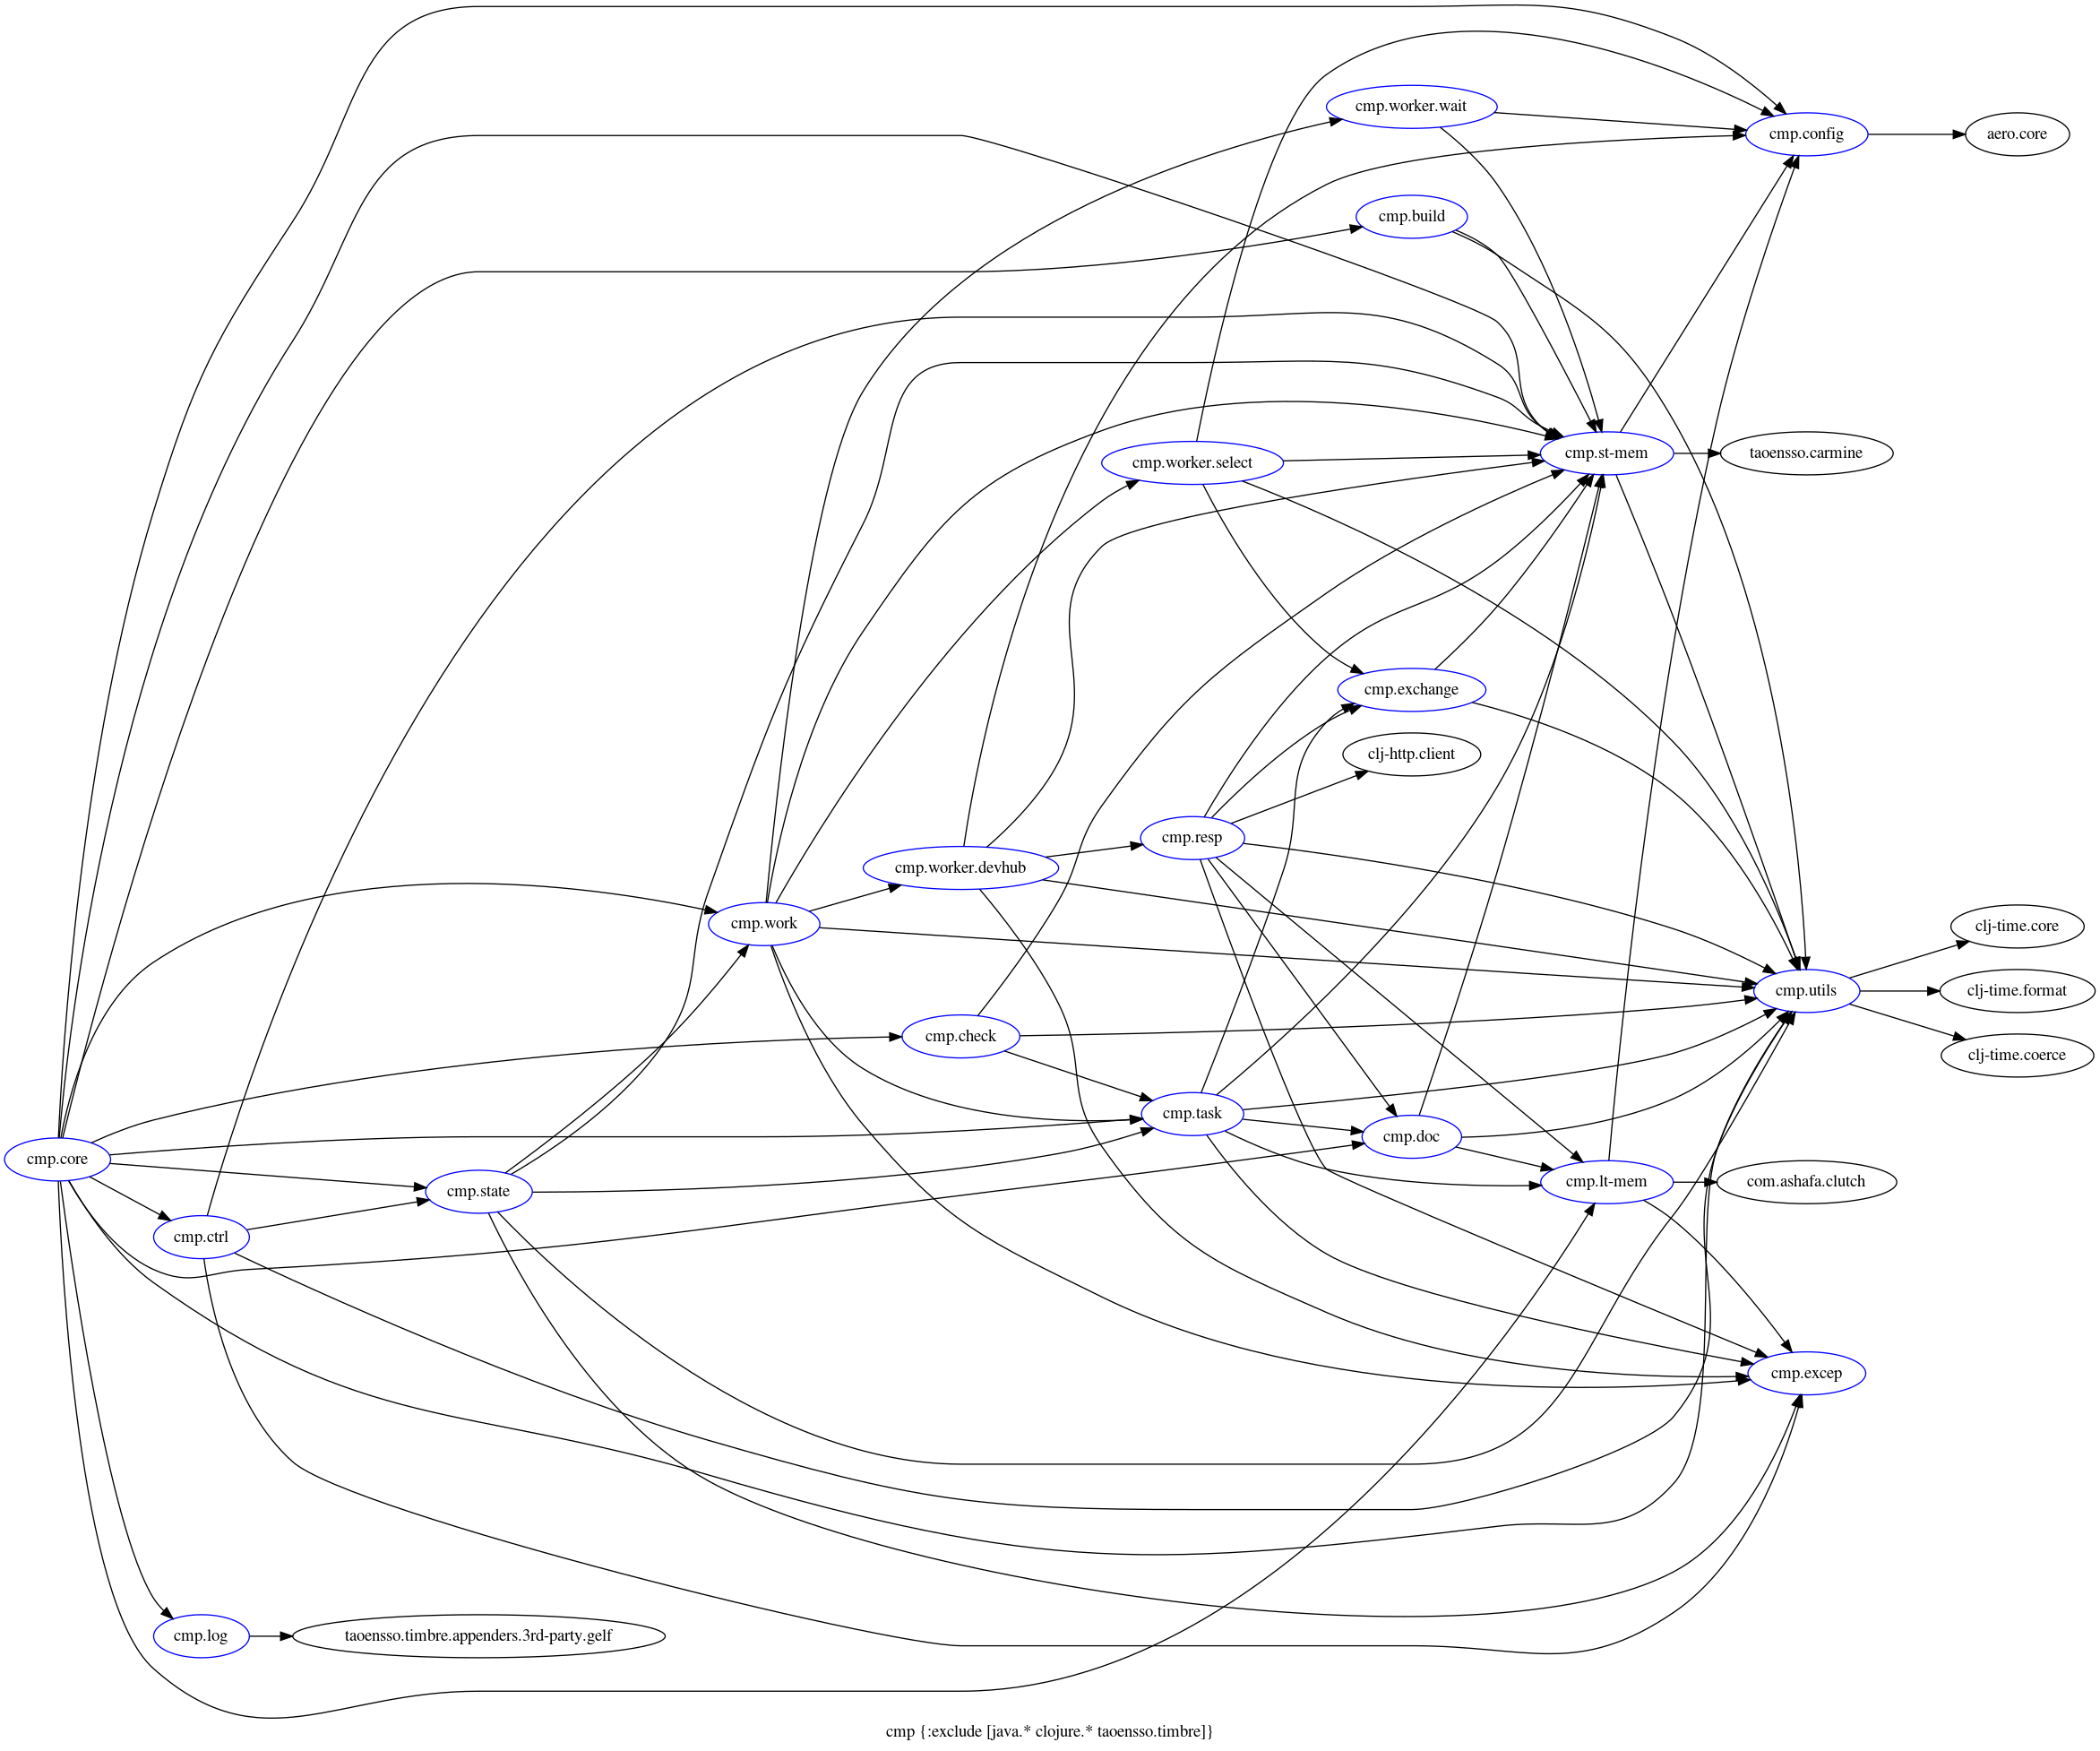 cmp.worker.wait
cmp.config
aero.core
cmp.build
cmp.worker.select
cmp.st-mem
taoensso.carmine
cmp.exchange
clj-http.client
cmp.resp
cmp.worker.devhub
cmp.work
clj-time.core
cmp.utils
clj-time.format
cmp.check
clj-time.coerce
cmp.task
cmp.doc
cmp.core
cmp.lt-mem
com.ashafa.clutch
cmp.state
cmp.ctrl
cmp.excep
cmp.log
taoensso.timbre.appenders.3rd-party.gelf
cmp {:exclude [java.* clojure.* taoensso.timbre]}